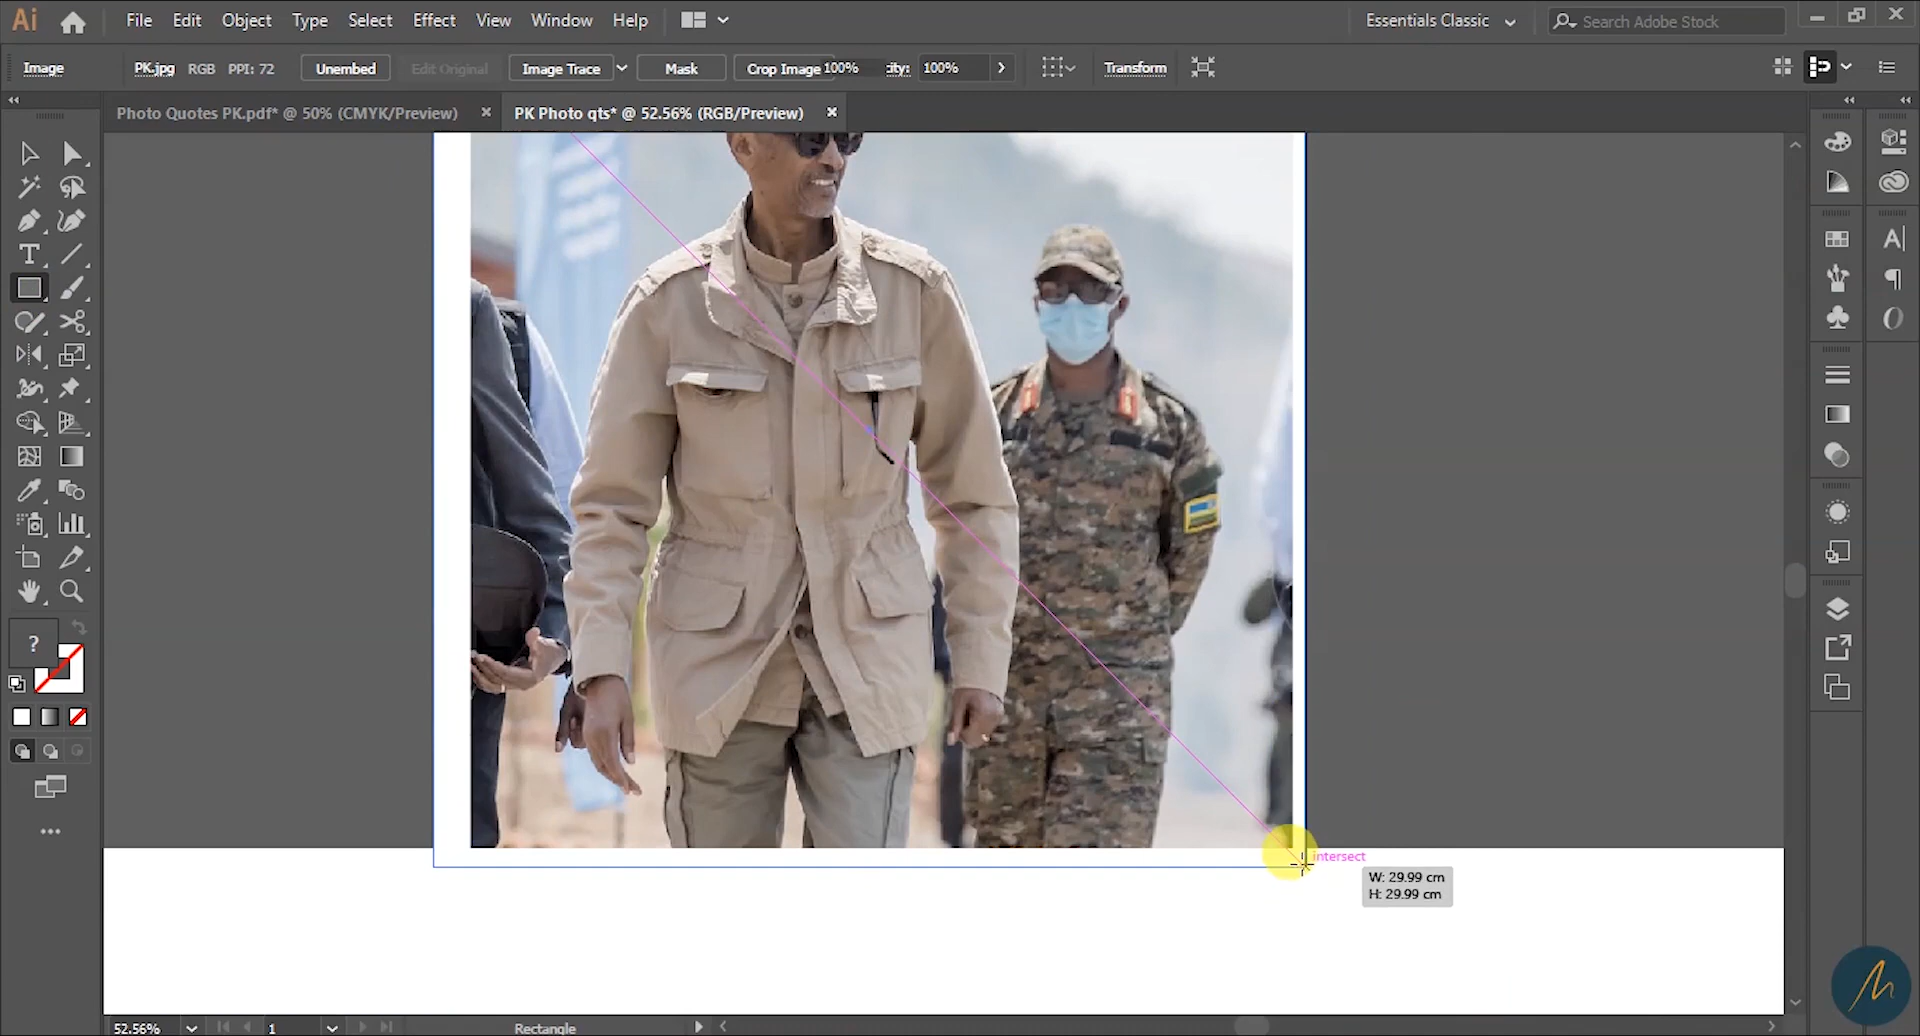 Ai File Edit Object Type Select Effect View Window Help Essentials Classic Search Adobe Stock
Image PK.jpg RGB PPI: 72 Unembed Edit Original Image Trace Mask Crop Image 100% city: 100% Transform
Photo Quotes PK.pdf* @ 50% (CMYK/Preview) × PK Photo qts* @ 52.56% (RGB/Preview) ×
intersect
W: 29.99 cm
H: 29.99 cm
?
52.56% 1 Rectangle